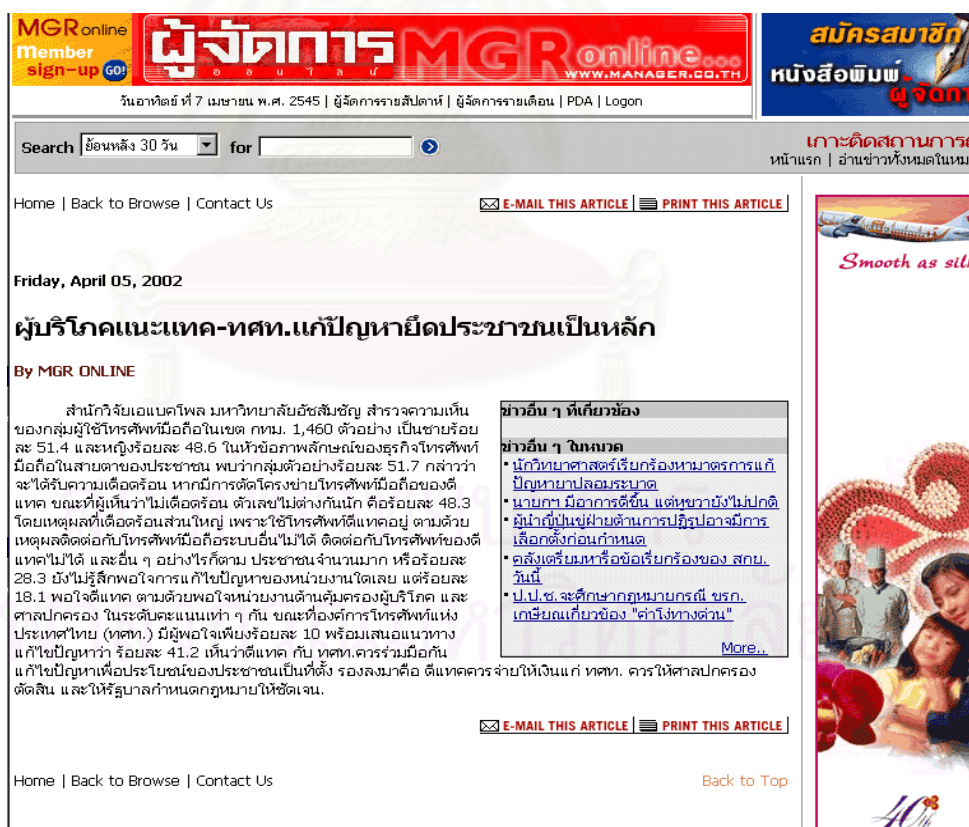 MGR online
member
sign-up GO!
ผู้จัดการ MGR online...
ออนไลน์
WWW.MANAGER.CO.TH
สมัครสมาชิก
หนังสือพิมพ์
วันอาทิตย์ ที่ 7 เมษายน พ.ศ. 2545 | ผู้จัดการรายสัปดาห์ | ผู้จัดการรายเดือน | PDA | Logon
Search ย้อนหลัง 30 วัน for
เกาะติดสถานการ
หน้าแรก | อ่านข่าวทั้งหมดในหม
Home | Back to Browse | Contact Us
E-MAIL THIS ARTICLE PRINT THIS ARTICLE
Smooth as sil
Friday, April 05, 2002
ผู้บริโภคแนะแทค-ทศท.แก้ปัญหายึดประชาชนเป็นหลัก
By MGR ONLINE
สำนักวิจัยเอแบคโพล มหาวิทยาลัยอัชสัมชัญ สำรวจความเห็น
ของกลุ่มผู้ใช้โทรศัพท์มือถือในเขต กทม. 1,460 ตัวอย่าง เป็นชายร้อย
ละ 51.4 และหญิงร้อยละ 48.6 ในหัวข้อภาพลักษณ์ของธุรกิจโทรศัพท์
มือถือในสายตาของประชาชน พบว่ากลุ่มตัวอย่างร้อยละ 51.7 กล่าวว่า
จะได้รับความเดือดร้อน หากมีการตัดโครงข่ายโทรศัพท์มือถือของดี
แทค ขณะที่ผู้เห็นว่าไม่เดือดร้อน ตัวเลขไม่ต่างกันนัก คือร้อยละ 48.3
โดยเหตุผลที่เดือดร้อนส่วนใหญ่ เพราะใช้โทรศัพท์ดีแทคอยู่ ตามด้วย
เหตุผลติดต่อกับโทรศัพท์มือถือระบบอื่นไม่ได้ ติดต่อกับโทรศัพท์ของดี
แทคไม่ได้ และอื่น ๆ อย่างไรก็ตาม ประชาชนจำนวนมาก หรือร้อยละ
28.3 ยังไม่รู้สึกพอใจการแก้ไขปัญหาของหน่วยงานใดเลย แต่ร้อยละ
18.1 พอใจดีแทค ตามด้วยพอใจหน่วยงานด้านคุ้มครองผู้บริโภค และ
ศาลปกครอง ในระดับคะแนนเท่า ๆ กัน ขณะที่องค์การโทรศัพท์แห่ง
ประเทศไทย (ทศท.) มีผู้พอใจเพียงร้อยละ 10 พร้อมเสนอแนวทาง
แก้ไขปัญหาว่า ร้อยละ 41.2 เห็นว่าดีแทค กับ ทศท.ควรร่วมมือกัน
แก้ไขปัญหาเพื่อประโยชน์ของประชาชนเป็นที่ตั้ง รองลงมาคือ ดีแทคควรจ่ายให้เงินแก่ ทศท. ควรให้ศาลปกครอง
ตัดสิน และให้รัฐบาลกำหนดกฎหมายให้ชัดเจน.
ข่าวอื่น ๆ ที่เกี่ยวข้อง
ข่าวอื่น ๆ ในหมวด
นักวิทยาศาสตร์เรียกร้องหามาตรการแก้
ปัญหายาปลอมระบาด
นายกฯ มีอาการดีขึ้น แต่หูขวายังไม่ปกติ
ผู้นำญี่ปุ่นขู่ฝ่ายต้านการปฏิรูปอาจมีการ
เลือกตั้งก่อนกำหนด
คลังเตรียมหารือข้อเรียกร้องของ สกย.
วันนี้
ป.ป.ช.จะศึกษากฎหมายกรณี ขรก.
เกษียณเกี่ยวข้อง "ค่าโง่ทางด่วน"
More..
E-MAIL THIS ARTICLE PRINT THIS ARTICLE
Home | Back to Browse | Contact Us
Back to Top
40th